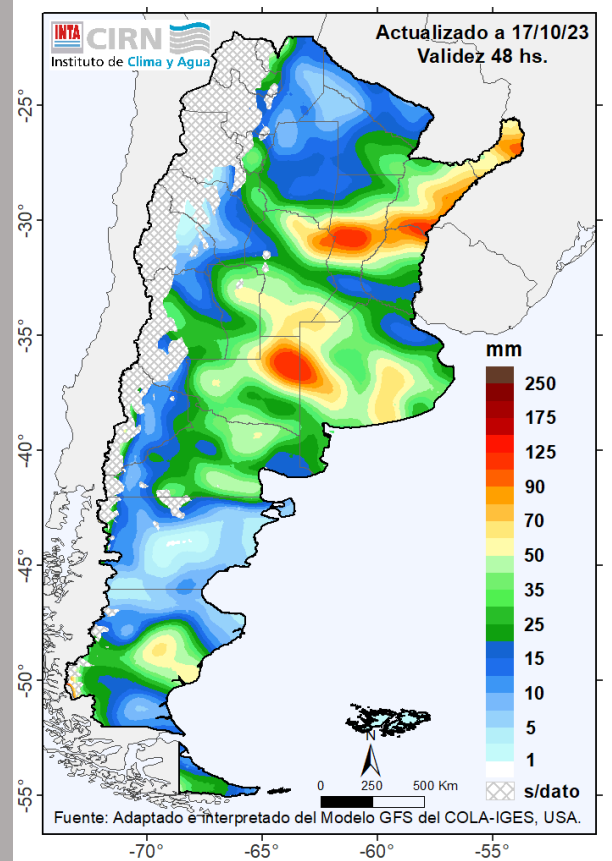 INTA CIRN
Instituto de Clima y Agua
Actualizado a 17/10/23
Validez 48 hs.
-25°
-30°
-35°
-40°
-45°
-50°
-55°
mm
250
175
125
90
70
50
35
25
15
10
5
1
s/dato
N
0 250 500 Km
Fuente: Adaptado e interpretado del Modelo GFS del COLA-IGES, USA.
-70° -65° -60° -55°